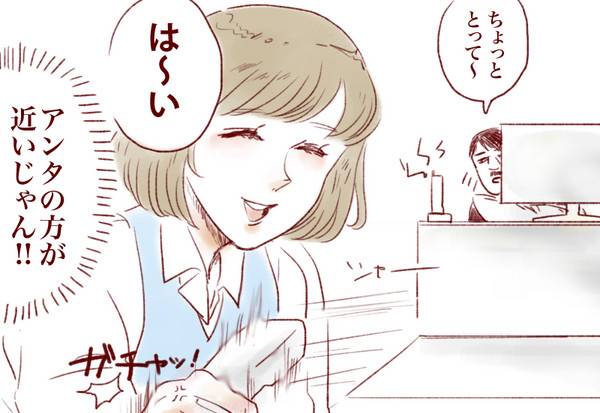 ちょっと
とって〜
は〜い
アンタの方が
近いじゃん!!
シャー
ガチャッ!